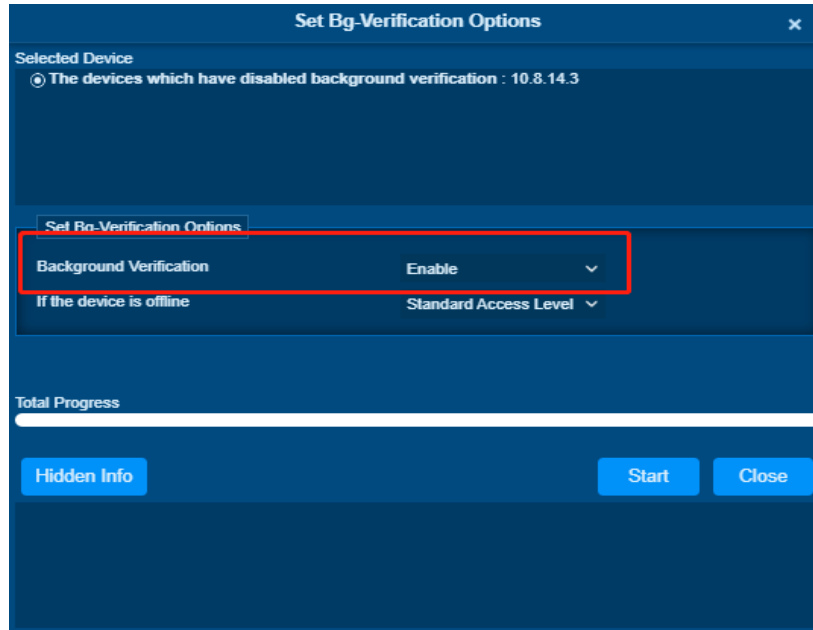 Set Bg-Verification Options
×
Selected Device
The devices which have disabled background verification : 10.8.14.3
Set Bg-Verification Options
Background Verification Enable
If the device is offline Standard Access Level
Total Progress
Hidden Info Start Close